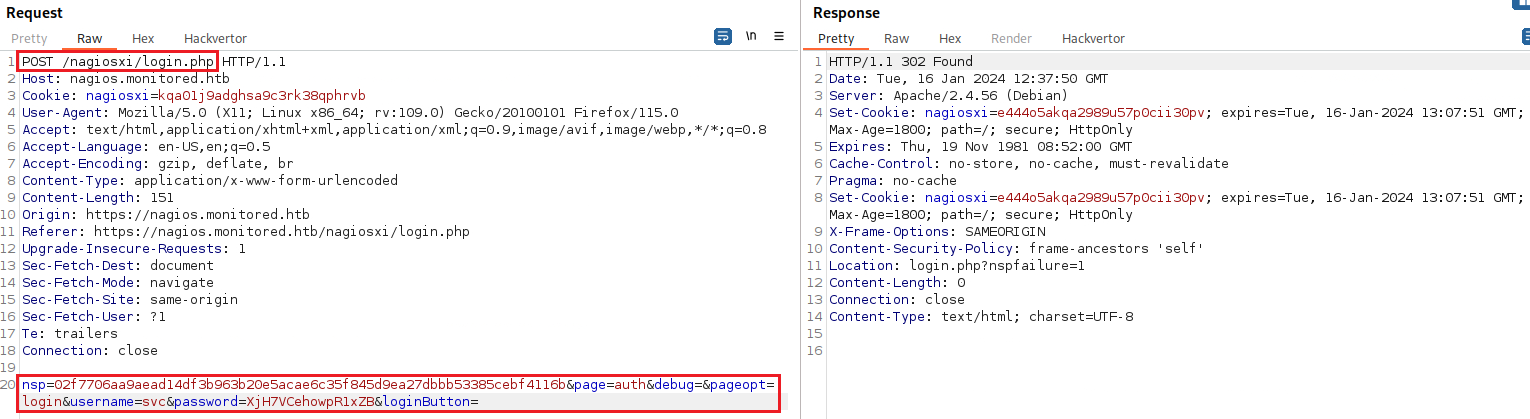 Request
Pretty Raw Hex Hackvertor \n
1 POST /nagiosxi/login.php HTTP/1.1
2 Host: nagios.monitored.htb
3 Cookie: nagiosxi=kqa01j9adghsa9c3rk38qphrvb
4 User-Agent: Mozilla/5.0 (X11; Linux x86_64; rv:109.0) Gecko/20100101 Firefox/115.0
5 Accept: text/html,application/xhtml+xml,application/xml;q=0.9,image/avif,image/webp,*/*;q=0.8
6 Accept-Language: en-US,en;q=0.5
7 Accept-Encoding: gzip, deflate, br
8 Content-Type: application/x-www-form-urlencoded
9 Content-Length: 151
10 Origin: https://nagios.monitored.htb
11 Referer: https://nagios.monitored.htb/nagiosxi/login.php
12 Upgrade-Insecure-Requests: 1
13 Sec-Fetch-Dest: document
14 Sec-Fetch-Mode: navigate
15 Sec-Fetch-Site: same-origin
16 Sec-Fetch-User: ?1
17 Te: trailers
18 Connection: close
19
20 nsp=02f7706aa9aead14df3b963b20e5acae6c35f845d9ea27dbbb53385cebf4116b&page=auth&debug=&pageopt=
login&username=svc&password=XjH7VCehowpR1xZB&loginButton=
Response
Pretty Raw Hex Render Hackvertor
1 HTTP/1.1 302 Found
2 Date: Tue, 16 Jan 2024 12:37:50 GMT
3 Server: Apache/2.4.56 (Debian)
4 Set-Cookie: nagiosxi=e444o5akqa2989u57p0cii30pv; expires=Tue, 16-Jan-2024 13:07:51 GMT;
Max-Age=1800; path=/; secure; HttpOnly
5 Expires: Thu, 19 Nov 1981 08:52:00 GMT
6 Cache-Control: no-store, no-cache, must-revalidate
7 Pragma: no-cache
8 Set-Cookie: nagiosxi=e444o5akqa2989u57p0cii30pv; expires=Tue, 16-Jan-2024 13:07:51 GMT;
Max-Age=1800; path=/; secure; HttpOnly
9 X-Frame-Options: SAMEORIGIN
10 Content-Security-Policy: frame-ancestors 'self'
11 Location: login.php?nspfailure=1
12 Content-Length: 0
13 Connection: close
14 Content-Type: text/html; charset=UTF-8
15
16